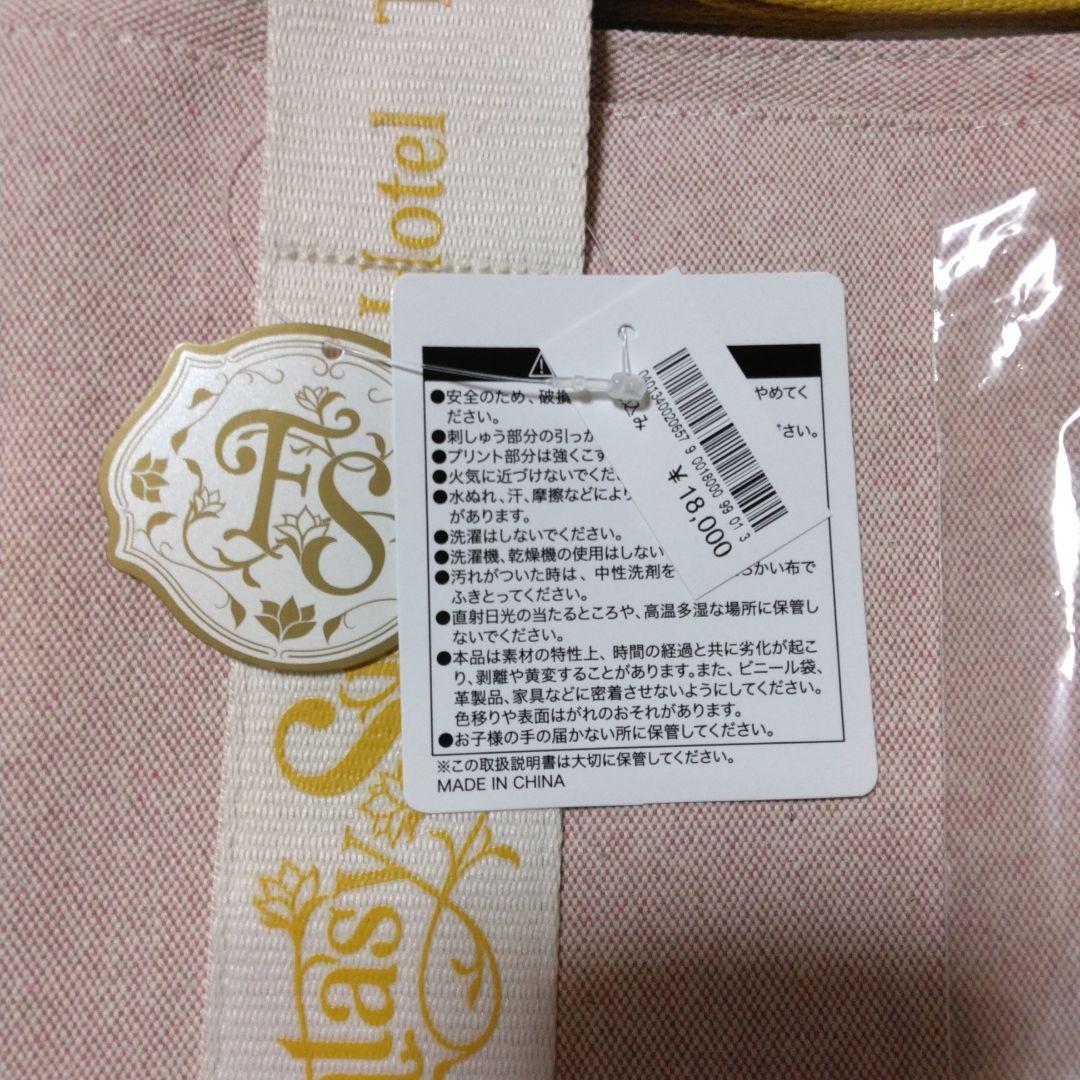 Hotel
FS
●安全のため、破損 やめてく
ださい。
●刺しゅう部分の引っか さい。
●プリント部分は強くこす
●火気に近づけないでくだ
●水ぬれ、汗、摩擦などにより
があります。
●洗濯はしないでください。
●洗濯機、乾燥機の使用はしない
●汚れがついた時は、中性洗剤を らかい布で
ふきとってください。
●直射日光の当たるところや、高温多湿な場所に保管し
ないでください。
●本品は素材の特性上、時間の経過と共に劣化が起こ
り、剥離や黄変することがあります。また、ビニール袋、
革製品、家具などに密着させないようにしてください。
色移りや表面はがれのおそれがあります。
●お子様の手の届かない所に保管してください。
※この取扱説明書は大切に保管してください。
MADE IN CHINA
込み
0401340020657 9 0018000 99 01 3
¥18,000
tasy